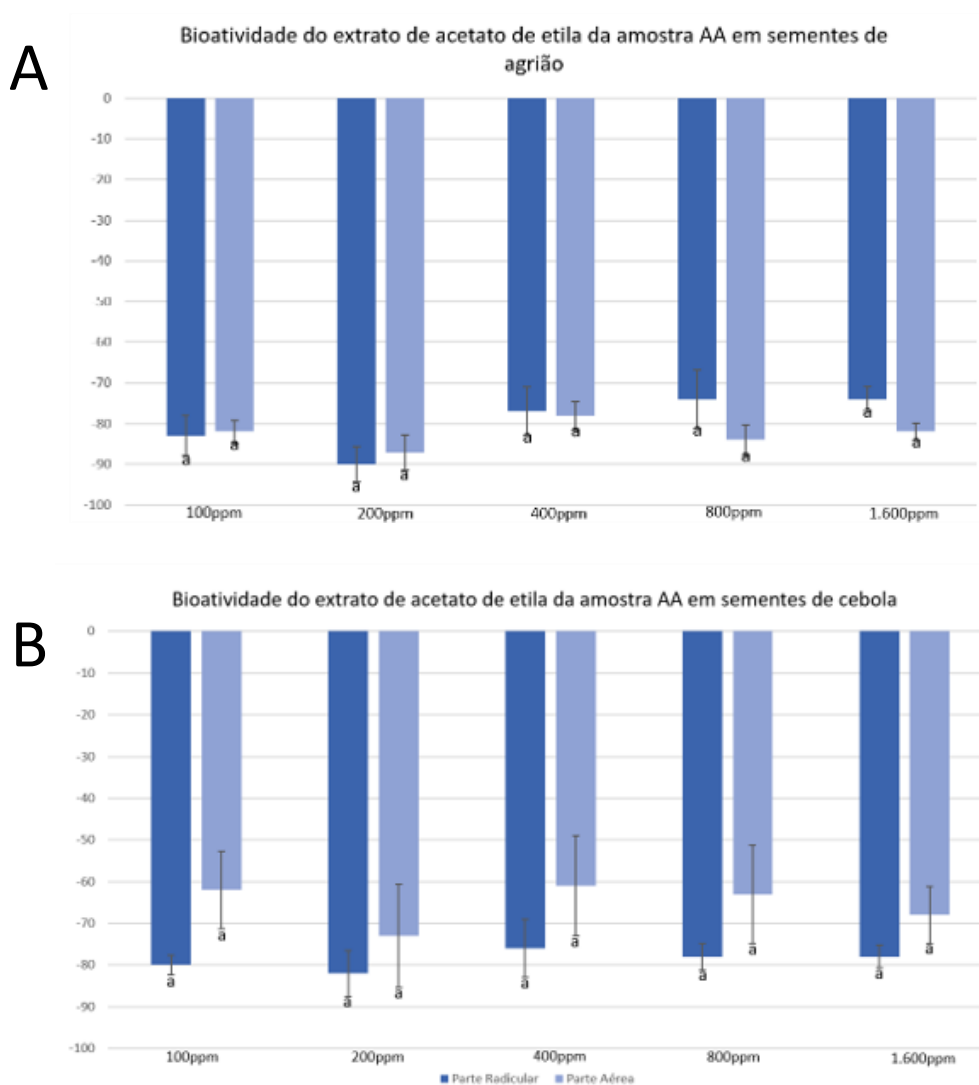 A
Bioatividade do extrato de acetato de etila da amostra AA em sementes de
agrião
0
-10
-20
-30
-40
-50
-60
-70
-80
-90
-100
a a a a a a a a a a
100ppm 200ppm 400ppm 800ppm 1.600ppm
B
Bioatividade do extrato de acetato de etila da amostra AA em sementes de cebola
0
-10
-20
-30
-40
-50
-60
-70
-80
-90
-100
a a a a a a a a a a
100ppm 200ppm 400ppm 800ppm 1.600ppm
Parte Radicular Parte Aérea